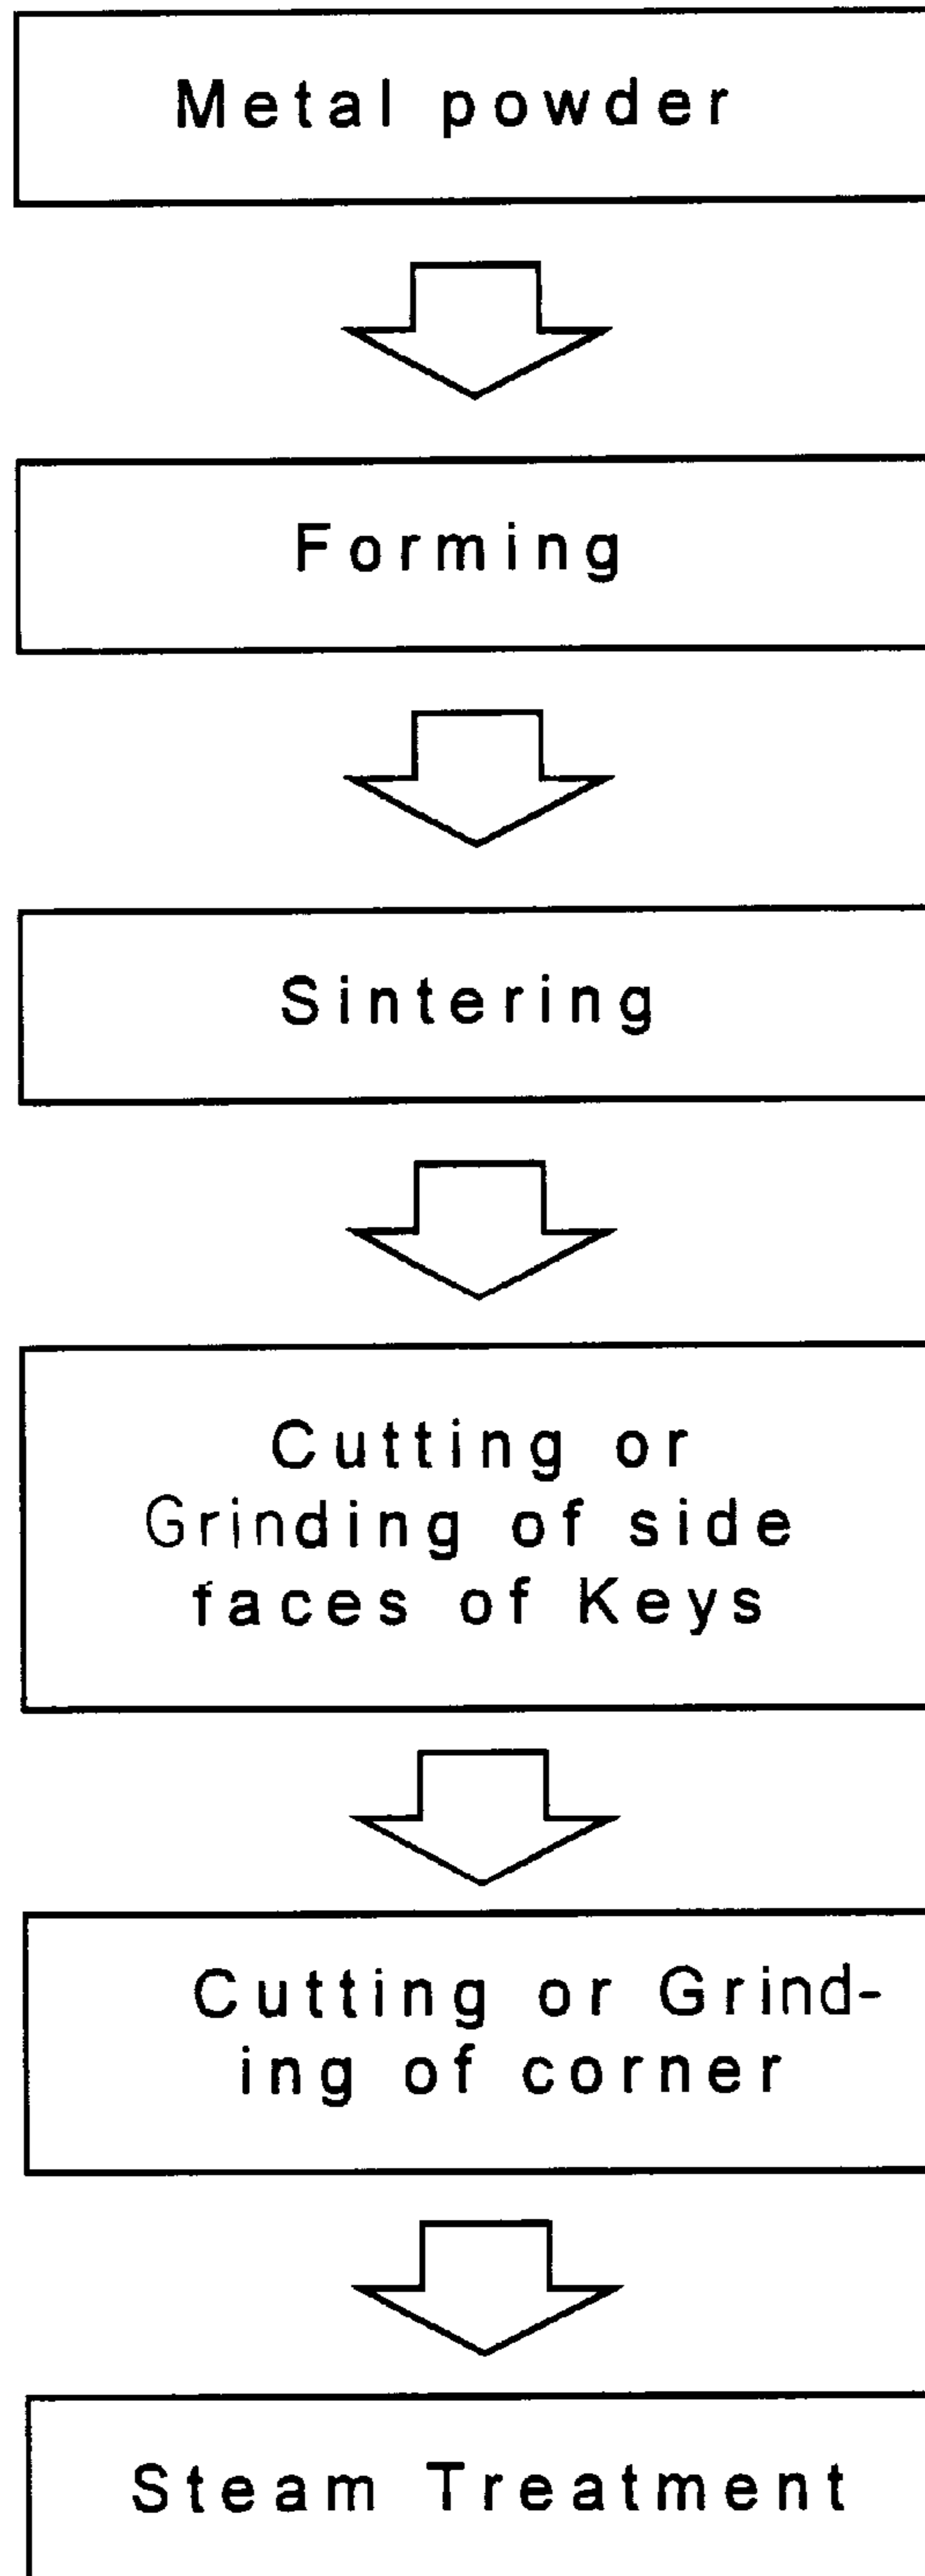 Metal powder
Forming
Sintering
Cutting or
Grinding of side
faces of Keys
Cutting or Grind-
ing of corner
Steam Treatment